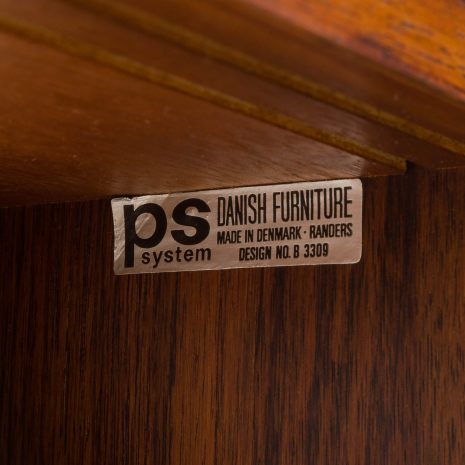 ps
system
DANISH FURNITURE
MADE IN DENMARK · RANDERS
DESIGN NO. B 3309